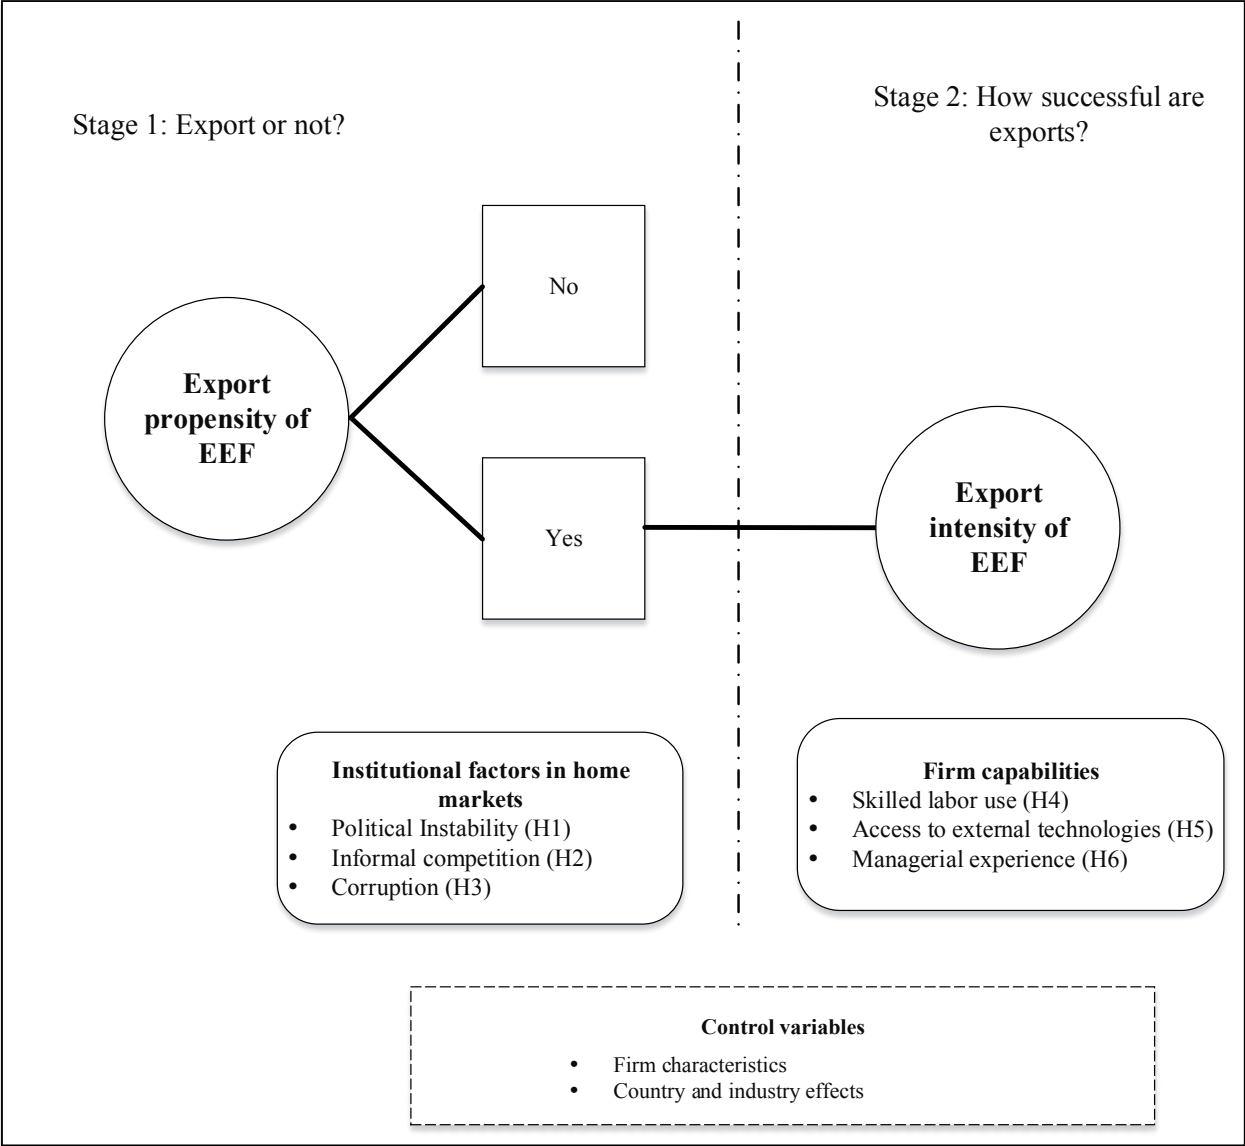 Stage 1: Export or not?
Stage 2: How successful are
exports?
No
Export
propensity of
EEF
Yes
Export
intensity of
EEF
Institutional factors in home
markets
• Political Instability (H1)
• Informal competition (H2)
• Corruption (H3)
Firm capabilities
• Skilled labor use (H4)
• Access to external technologies (H5)
• Managerial experience (H6)
Control variables
• Firm characteristics
• Country and industry effects